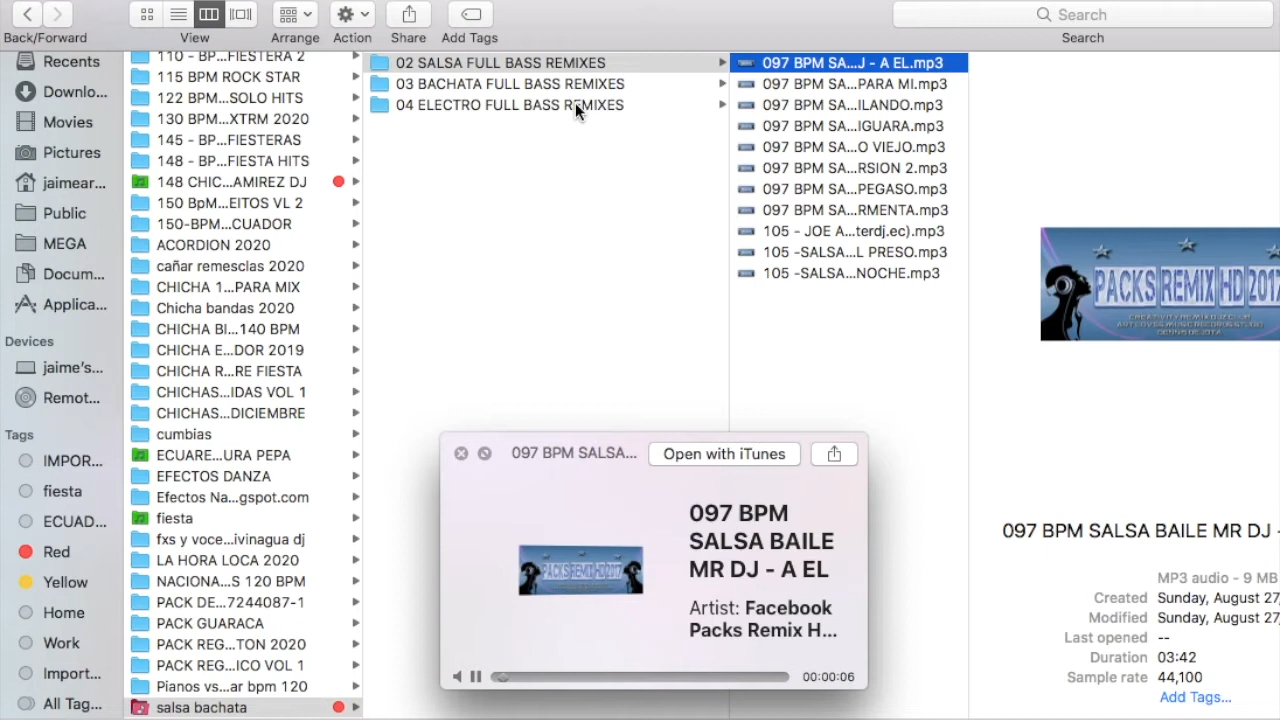 Search
Back/Forward
View
Arrange
Action
Share
Add Tags
Search
Recents
Downlo...
Movies
Pictures
jaimear...
Public
MEGA
Docum...
Applica...
Devices
jaime's...
Remot...
Tags
IMPOR...
fiesta
ECUAD...
Red
Yellow
Home
Work
Import...
All Tag...
110 - BP...FIESTERA 2
115 BPM ROCK STAR
122 BPM...SOLO HITS
130 BPM...XTRM 2020
145 - BP...FIESTERAS
148 - BP...FIESTA HITS
148 CHIC...AMIREZ DJ
150 BpM...EITOS VL 2
150-BPM...CUADOR
ACORDION 2020
cañar remesclas 2020
CHICHA 1...PARA MIX
Chicha bandas 2020
CHICHA BI...140 BPM
CHICHA E...DOR 2019
CHICHA R...RE FIESTA
CHICHAS...IDAS VOL 1
CHICHAS...DICIEMBRE
cumbias
ECUARE...URA PEPA
EFECTOS DANZA
Efectos Na...gspot.com
fiesta
fxs y voce...ivinagua dj
LA HORA LOCA 2020
NACIONA...S 120 BPM
PACK DE...7244087-1
PACK GUARACA
PACK REG...TON 2020
PACK REG...ICO VOL 1
Pianos vs...ar bpm 120
salsa bachata
02 SALSA FULL BASS REMIXES
03 BACHATA FULL BASS REMIXES
04 ELECTRO FULL BASS REMIXES
097 BPM SA...J - A EL.mp3
097 BPM SA...PARA MI.mp3
097 BPM SA...ILANDO.mp3
097 BPM SA...IGUARA.mp3
097 BPM SA...O VIEJO.mp3
097 BPM SA...RSION 2.mp3
097 BPM SA...PEGASO.mp3
097 BPM SA...RMENTA.mp3
105 - JOE A...terdj.ec).mp3
105 -SALSA...L PRESO.mp3
105 -SALSA...NOCHE.mp3
PACKS REMIX HD 2017
097 BPM SALSA BAILE MR DJ -
MP3 audio - 9 MB
Created Sunday, August 27,
Modified Sunday, August 27,
Last opened --
Duration 03:42
Sample rate 44,100
Add Tags...
097 BPM SALSA...
Open with iTunes
PACKS REMIX HD 2017
097 BPM
SALSA BAILE
MR DJ - A EL
Artist: Facebook
Packs Remix H...
00:00:06